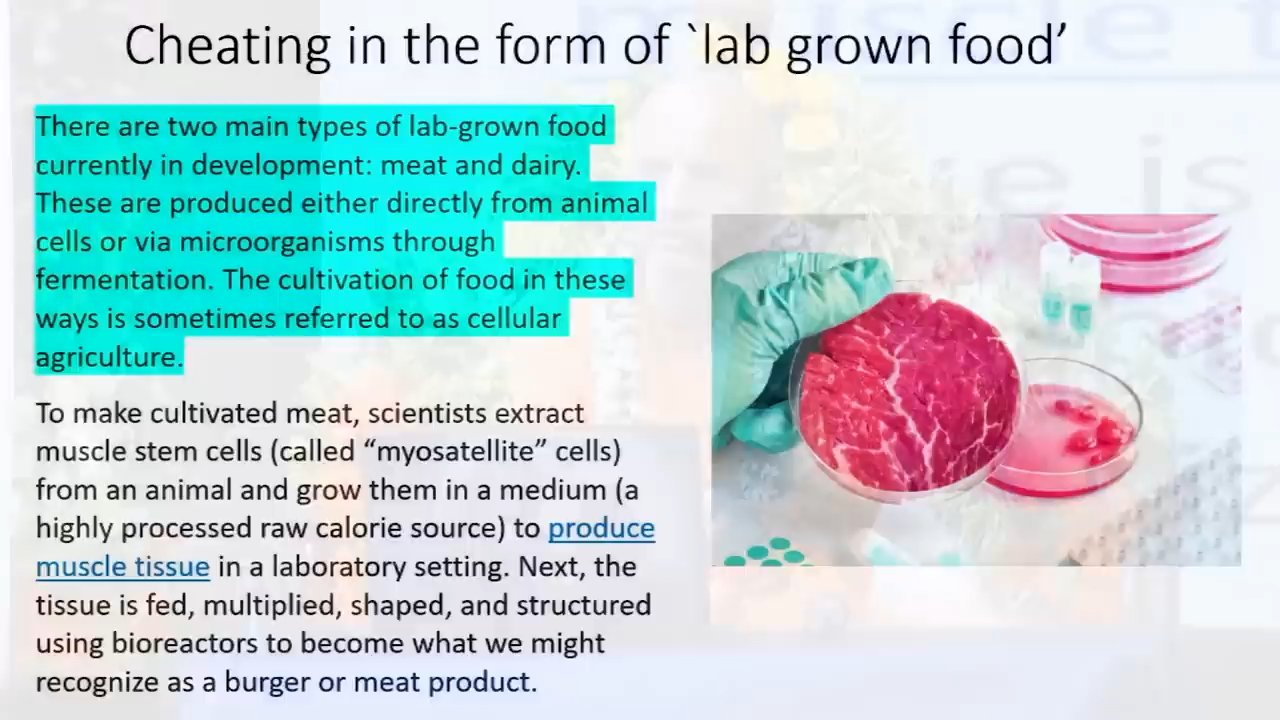 Cheating in the form of `lab grown food’
There are two main types of lab-grown food
currently in development: meat and dairy.
These are produced either directly from animal
cells or via microorganisms through
fermentation. The cultivation of food in these
ways is sometimes referred to as cellular
agriculture.
To make cultivated meat, scientists extract
muscle stem cells (called “myosatellite” cells)
from an animal and grow them in a medium (a
highly processed raw calorie source) to produce
muscle tissue in a laboratory setting. Next, the
tissue is fed, multiplied, shaped, and structured
using bioreactors to become what we might
recognize as a burger or meat product.